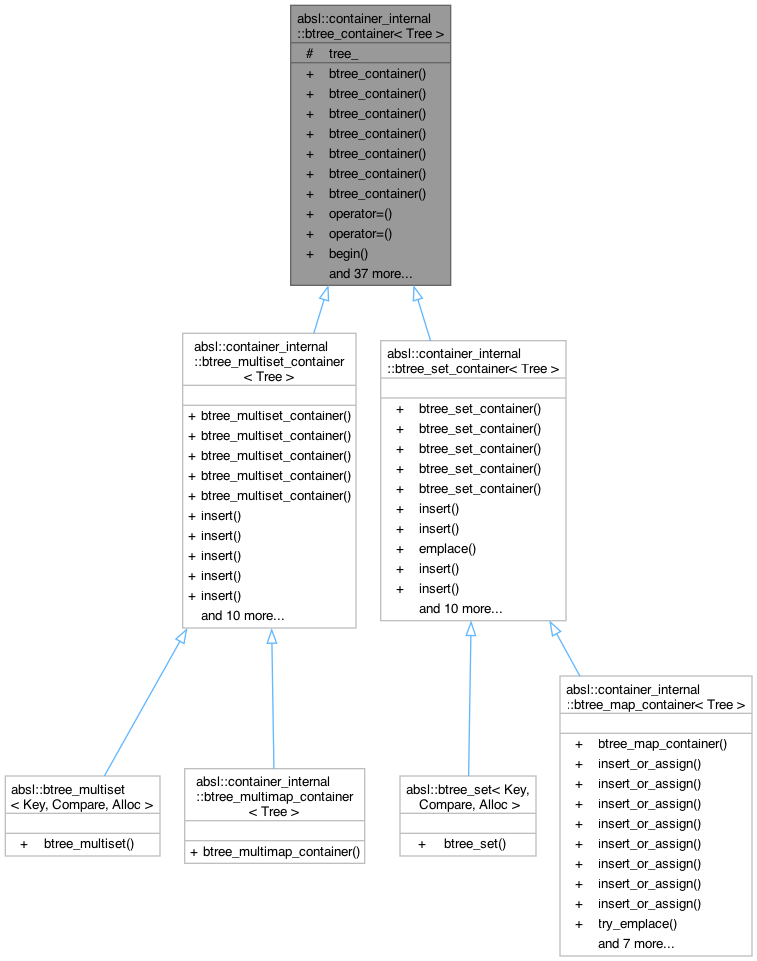 absl::container_internal
::btree_container< Tree >
# tree_
+ btree_container()
+ btree_container()
+ btree_container()
+ btree_container()
+ btree_container()
+ btree_container()
+ btree_container()
+ operator=()
+ operator=()
+ begin()
and 37 more...
absl::container_internal
::btree_multiset_container
< Tree >
+ btree_multiset_container()
+ btree_multiset_container()
+ btree_multiset_container()
+ btree_multiset_container()
+ btree_multiset_container()
+ insert()
+ insert()
+ insert()
+ insert()
+ insert()
and 10 more...
absl::container_internal
::btree_set_container< Tree >
+ btree_set_container()
+ btree_set_container()
+ btree_set_container()
+ btree_set_container()
+ btree_set_container()
+ insert()
+ insert()
+ emplace()
+ insert()
+ insert()
and 10 more...
absl::btree_multiset
< Key, Compare, Alloc >
+ btree_multiset()
absl::container_internal
::btree_multimap_container
< Tree >
+ btree_multimap_container()
absl::btree_set< Key,
Compare, Alloc >
+ btree_set()
absl::container_internal
::btree_map_container< Tree >
+ btree_map_container()
+ insert_or_assign()
+ insert_or_assign()
+ insert_or_assign()
+ insert_or_assign()
+ insert_or_assign()
+ insert_or_assign()
+ insert_or_assign()
+ insert_or_assign()
+ try_emplace()
and 7 more...